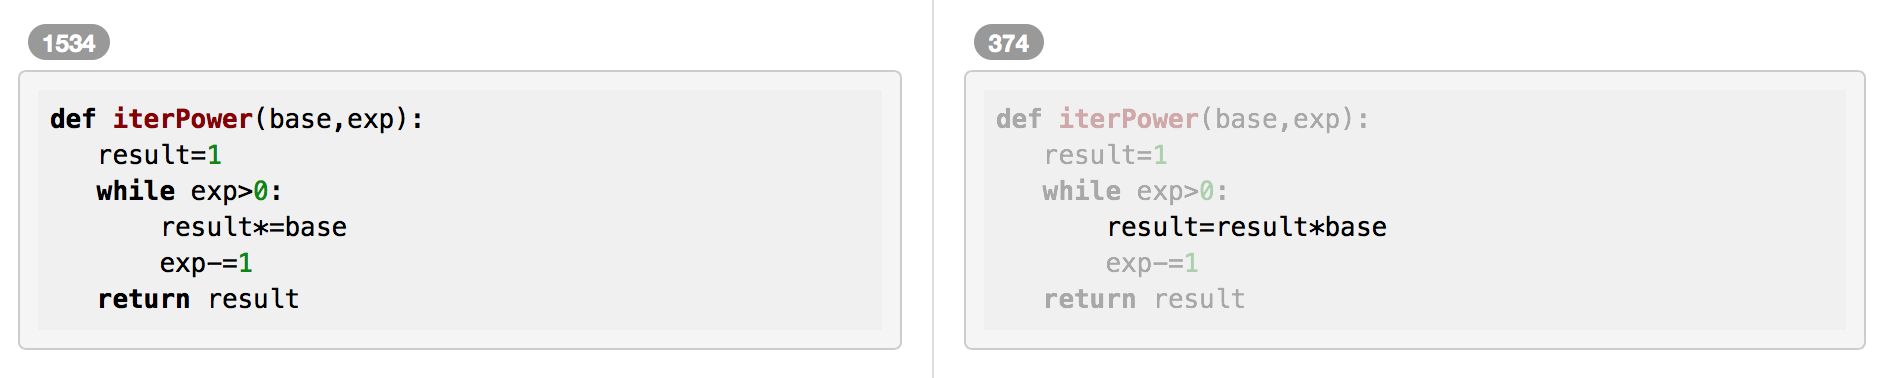 1534
def iterPower(base,exp):
result=1
while exp>0:
result*=base
exp-=1
return result
374
def iterPower(base,exp):
result=1
while exp>0:
result=result*base
exp-=1
return result